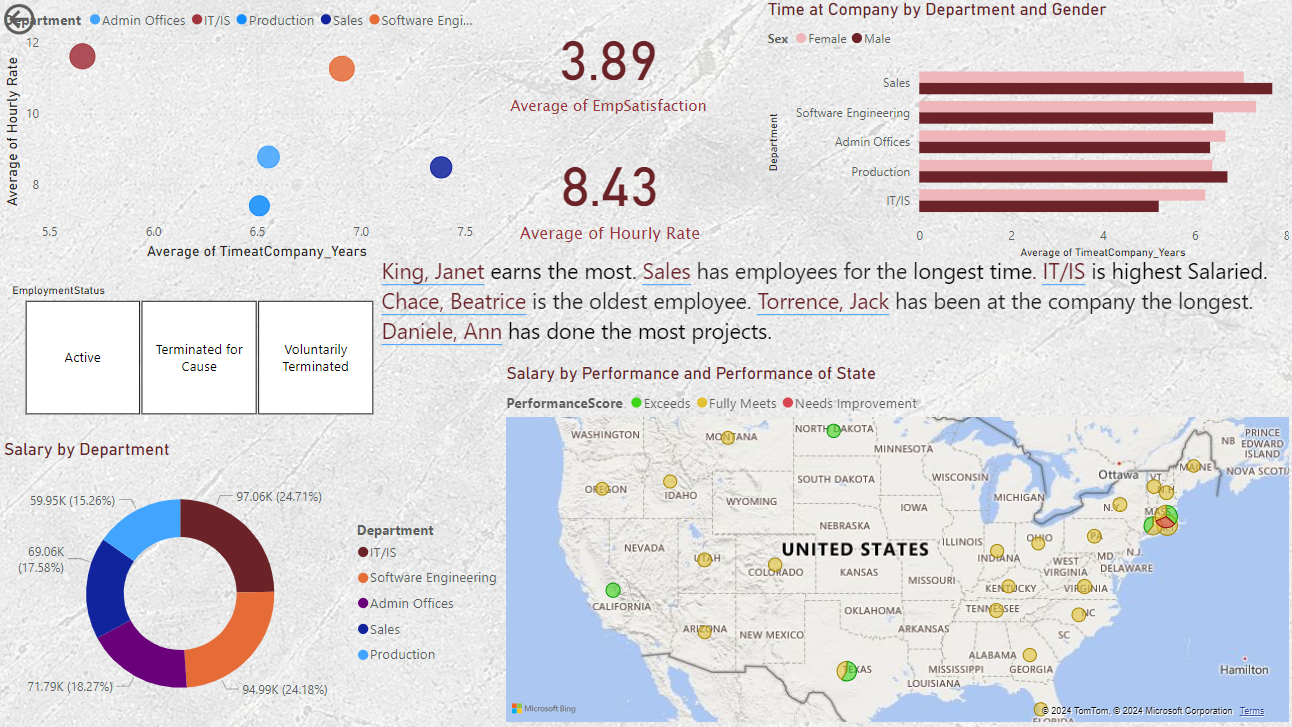 Department Admin Offices IT/IS Production Sales Software Engi...
Average of Hourly Rate
12
10
8
5.5 6.0 6.5 7.0 7.5
Average of TimeatCompany_Years
3.89
Average of EmpSatisfaction
8.43
Average of Hourly Rate
Time at Company by Department and Gender
Sex Female Male
Department
Sales
Software Engineering
Admin Offices
Production
IT/IS
0 2 4 6 8
Average of TimeatCompany_Years
King, Janet earns the most. Sales has employees for the longest time. IT/IS is highest Salaried.
Chace, Beatrice is the oldest employee. Torrence, Jack has been at the company the longest.
Daniele, Ann has done the most projects.
EmploymentStatus
Active
Terminated for
Cause
Voluntarily
Terminated
Salary by Department
97.06K (24.71%)
94.99K (24.18%)
71.79K (18.27%)
69.06K
(17.58%)
59.95K (15.26%)
Department
IT/IS
Software Engineering
Admin Offices
Sales
Production
Salary by Performance and Performance of State
PerformanceScore Exceeds Fully Meets Needs Improvement
WASHINGTON
MONTANA
NORTH DAKOTA
MINNESOTA
NB
PRINCE
EDWARD
ISLAND
MAINE
NOVA SCOTI
Ottawa
VT.
N.H.
OREGON
IDAHO
WYOMING
SOUTH DAKOTA
WISCONSIN
MICHIGAN
N.Y.
MASS
IOWA
NEBRASKA
NEVADA
UTAH
COLORADO
UNITED STATES
KANSAS
ILLINOIS
INDIANA
OHIO
PA
N.J.
MD.
DELAWARE
WEST
VIRGINIA
VIRGINIA
MISSOURI
KENTUCKY
CALIFORNIA
ARIZONA
NEW MEXICO
OKLAHOMA
ARKANSAS
TENNESSEE
NC
SC
TEXAS
LOUISIANA
MISSISSIPPI
ALABAMA
GEORGIA
FLORIDA
Hamilton
Microsoft Bing
© 2024 TomTom, © 2024 Microsoft Corporation Terms